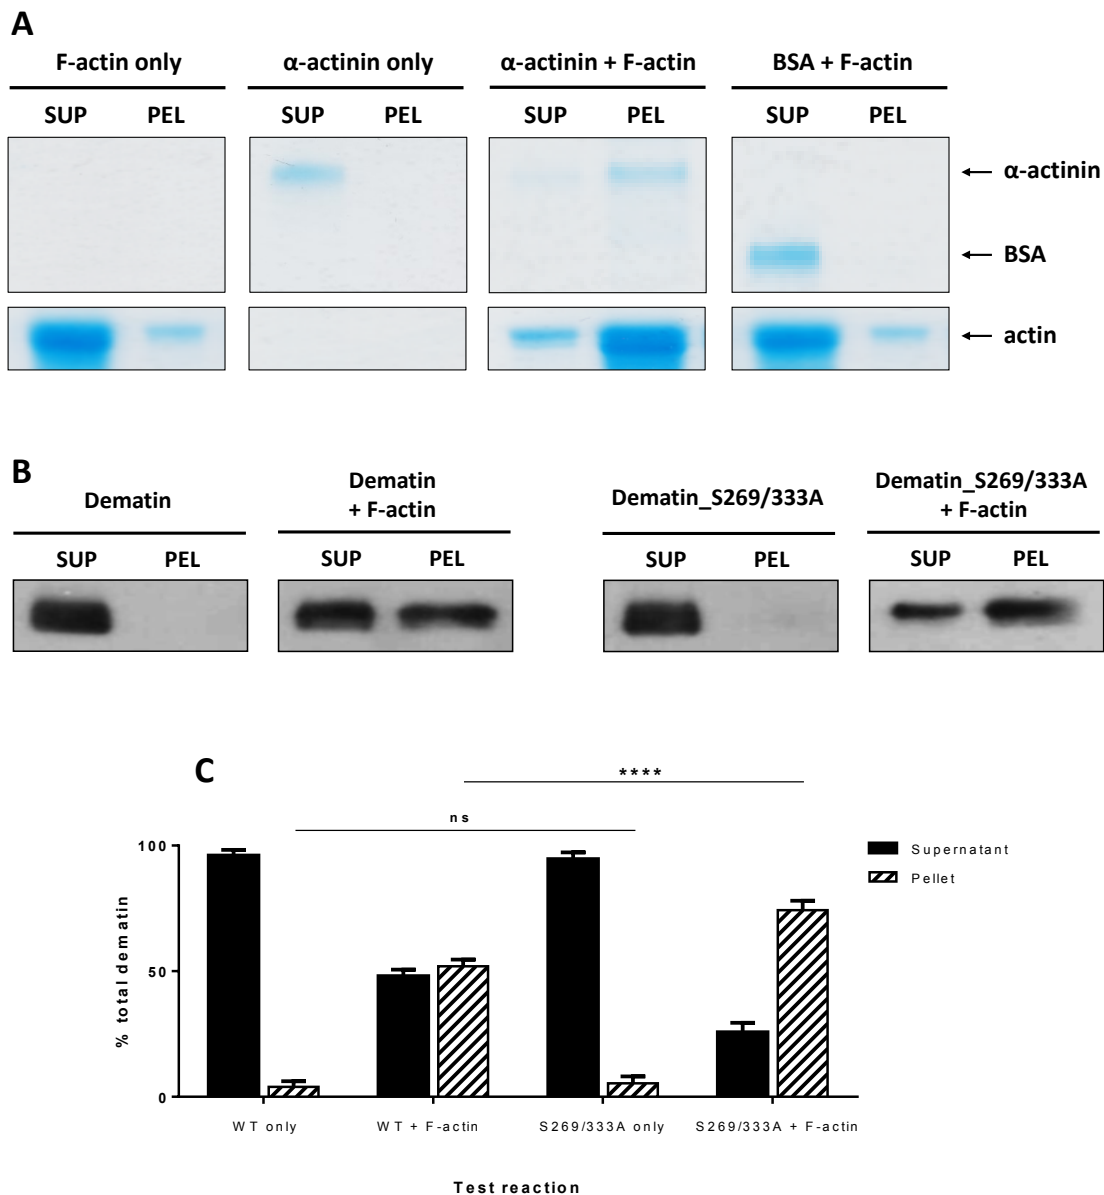 A
F-actin only α-actinin only α-actinin + F-actin BSA + F-actin
SUP PEL SUP PEL SUP PEL SUP PEL
α-actinin
BSA
actin
B
Dematin Dematin + F-actin Dematin_S269/333A Dematin_S269/333A + F-actin
SUP PEL SUP PEL SUP PEL SUP PEL
C
****
ns
Supernatant
Pellet
% total dematin
100
50
0
WT only WT + F-actin S269/333A only S269/333A + F-actin
Test reaction